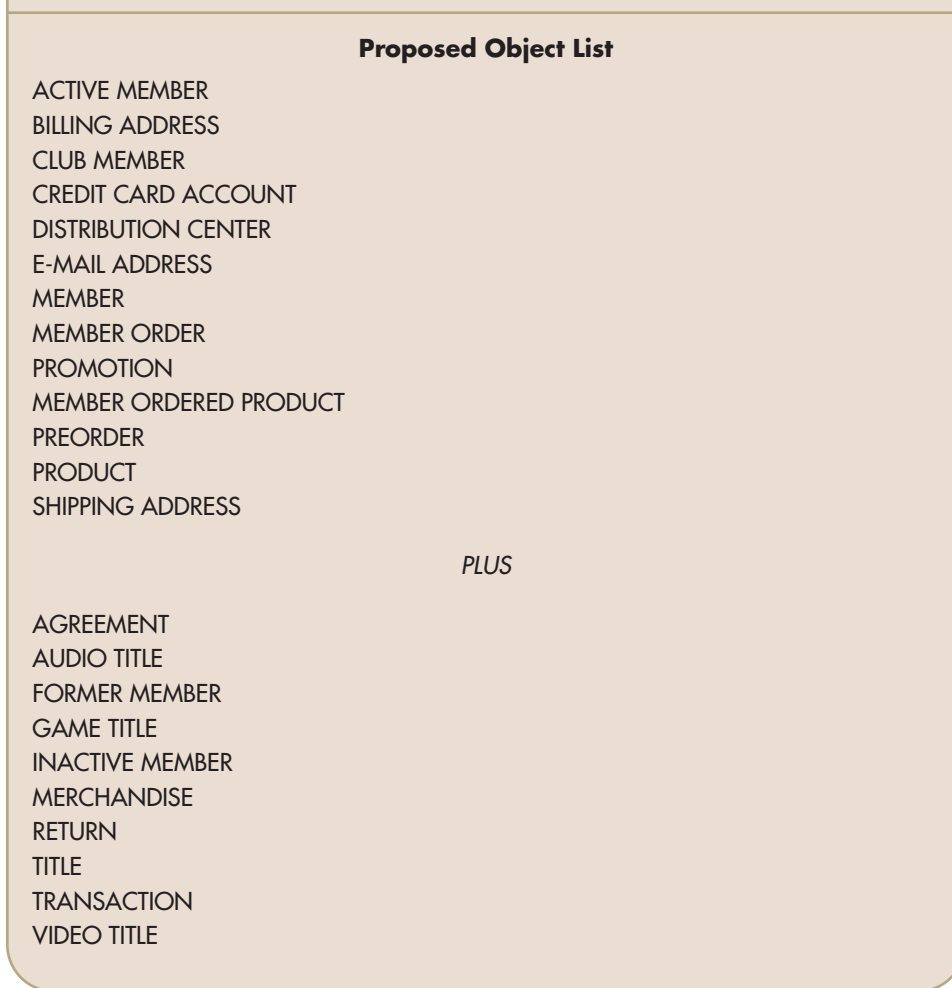 Proposed Object List
ACTIVE MEMBER
BILLING ADDRESS
CLUB MEMBER
CREDIT CARD ACCOUNT
DISTRIBUTION CENTER
E-MAIL ADDRESS
MEMBER
MEMBER ORDER
PROMOTION
MEMBER ORDERED PRODUCT
PREORDER
PRODUCT
SHIPPING ADDRESS
PLUS
AGREEMENT
AUDIO TITLE
FORMER MEMBER
GAME TITLE
INACTIVE MEMBER
MERCHANDISE
RETURN
TITLE
TRANSACTION
VIDEO TITLE